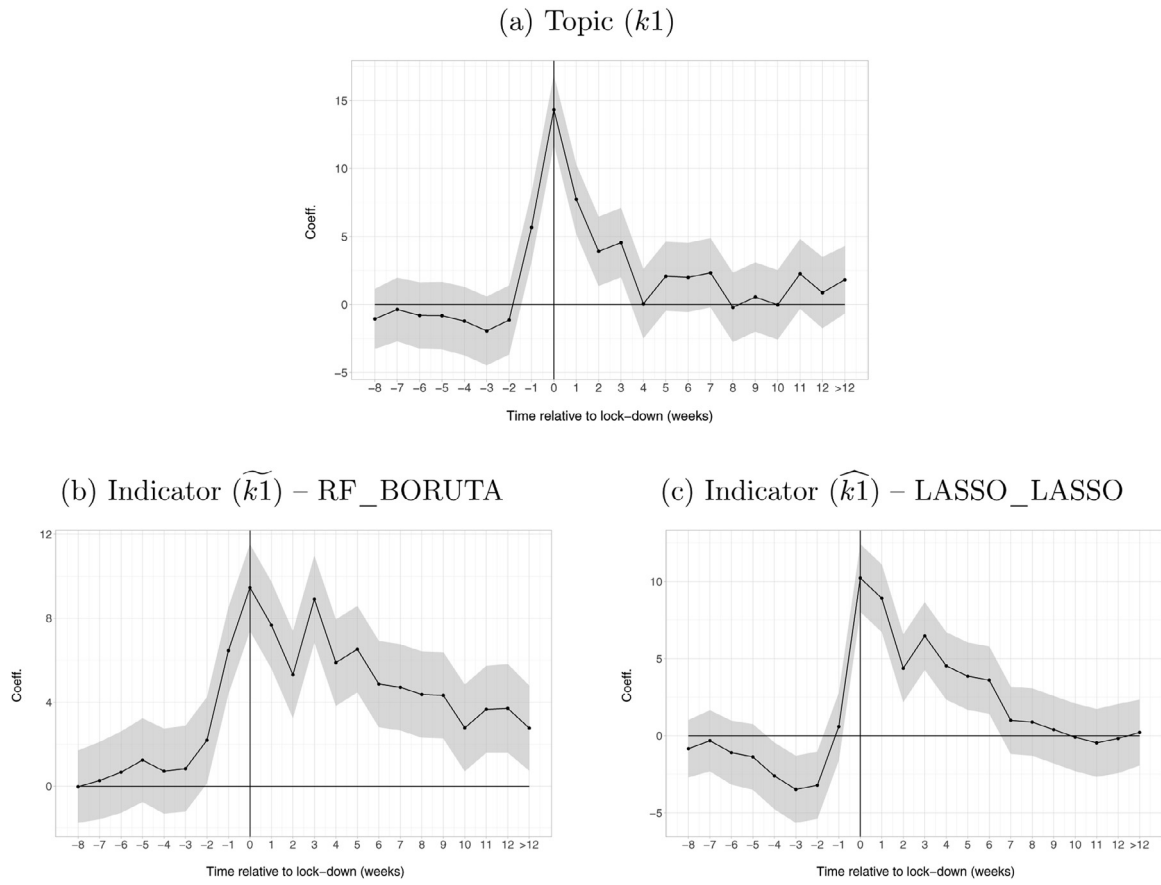 (a) Topic (k1)
15
10
5
0
−5
Coeff.
−8 −7 −6 −5 −4 −3 −2 −1 0 1 2 3 4 5 6 7 8 9 10 11 12 >12
Time relative to lock−down (weeks)
(b) Indicator (k͠1) – RF_BORUTA
12
8
4
0
Coeff.
−8 −7 −6 −5 −4 −3 −2 −1 0 1 2 3 4 5 6 7 8 9 10 11 12 >12
Time relative to lock−down (weeks)
(c) Indicator (k̂1) – LASSO_LASSO
10
5
0
−5
Coeff.
−8 −7 −6 −5 −4 −3 −2 −1 0 1 2 3 4 5 6 7 8 9 10 11 12 >12
Time relative to lock−down (weeks)